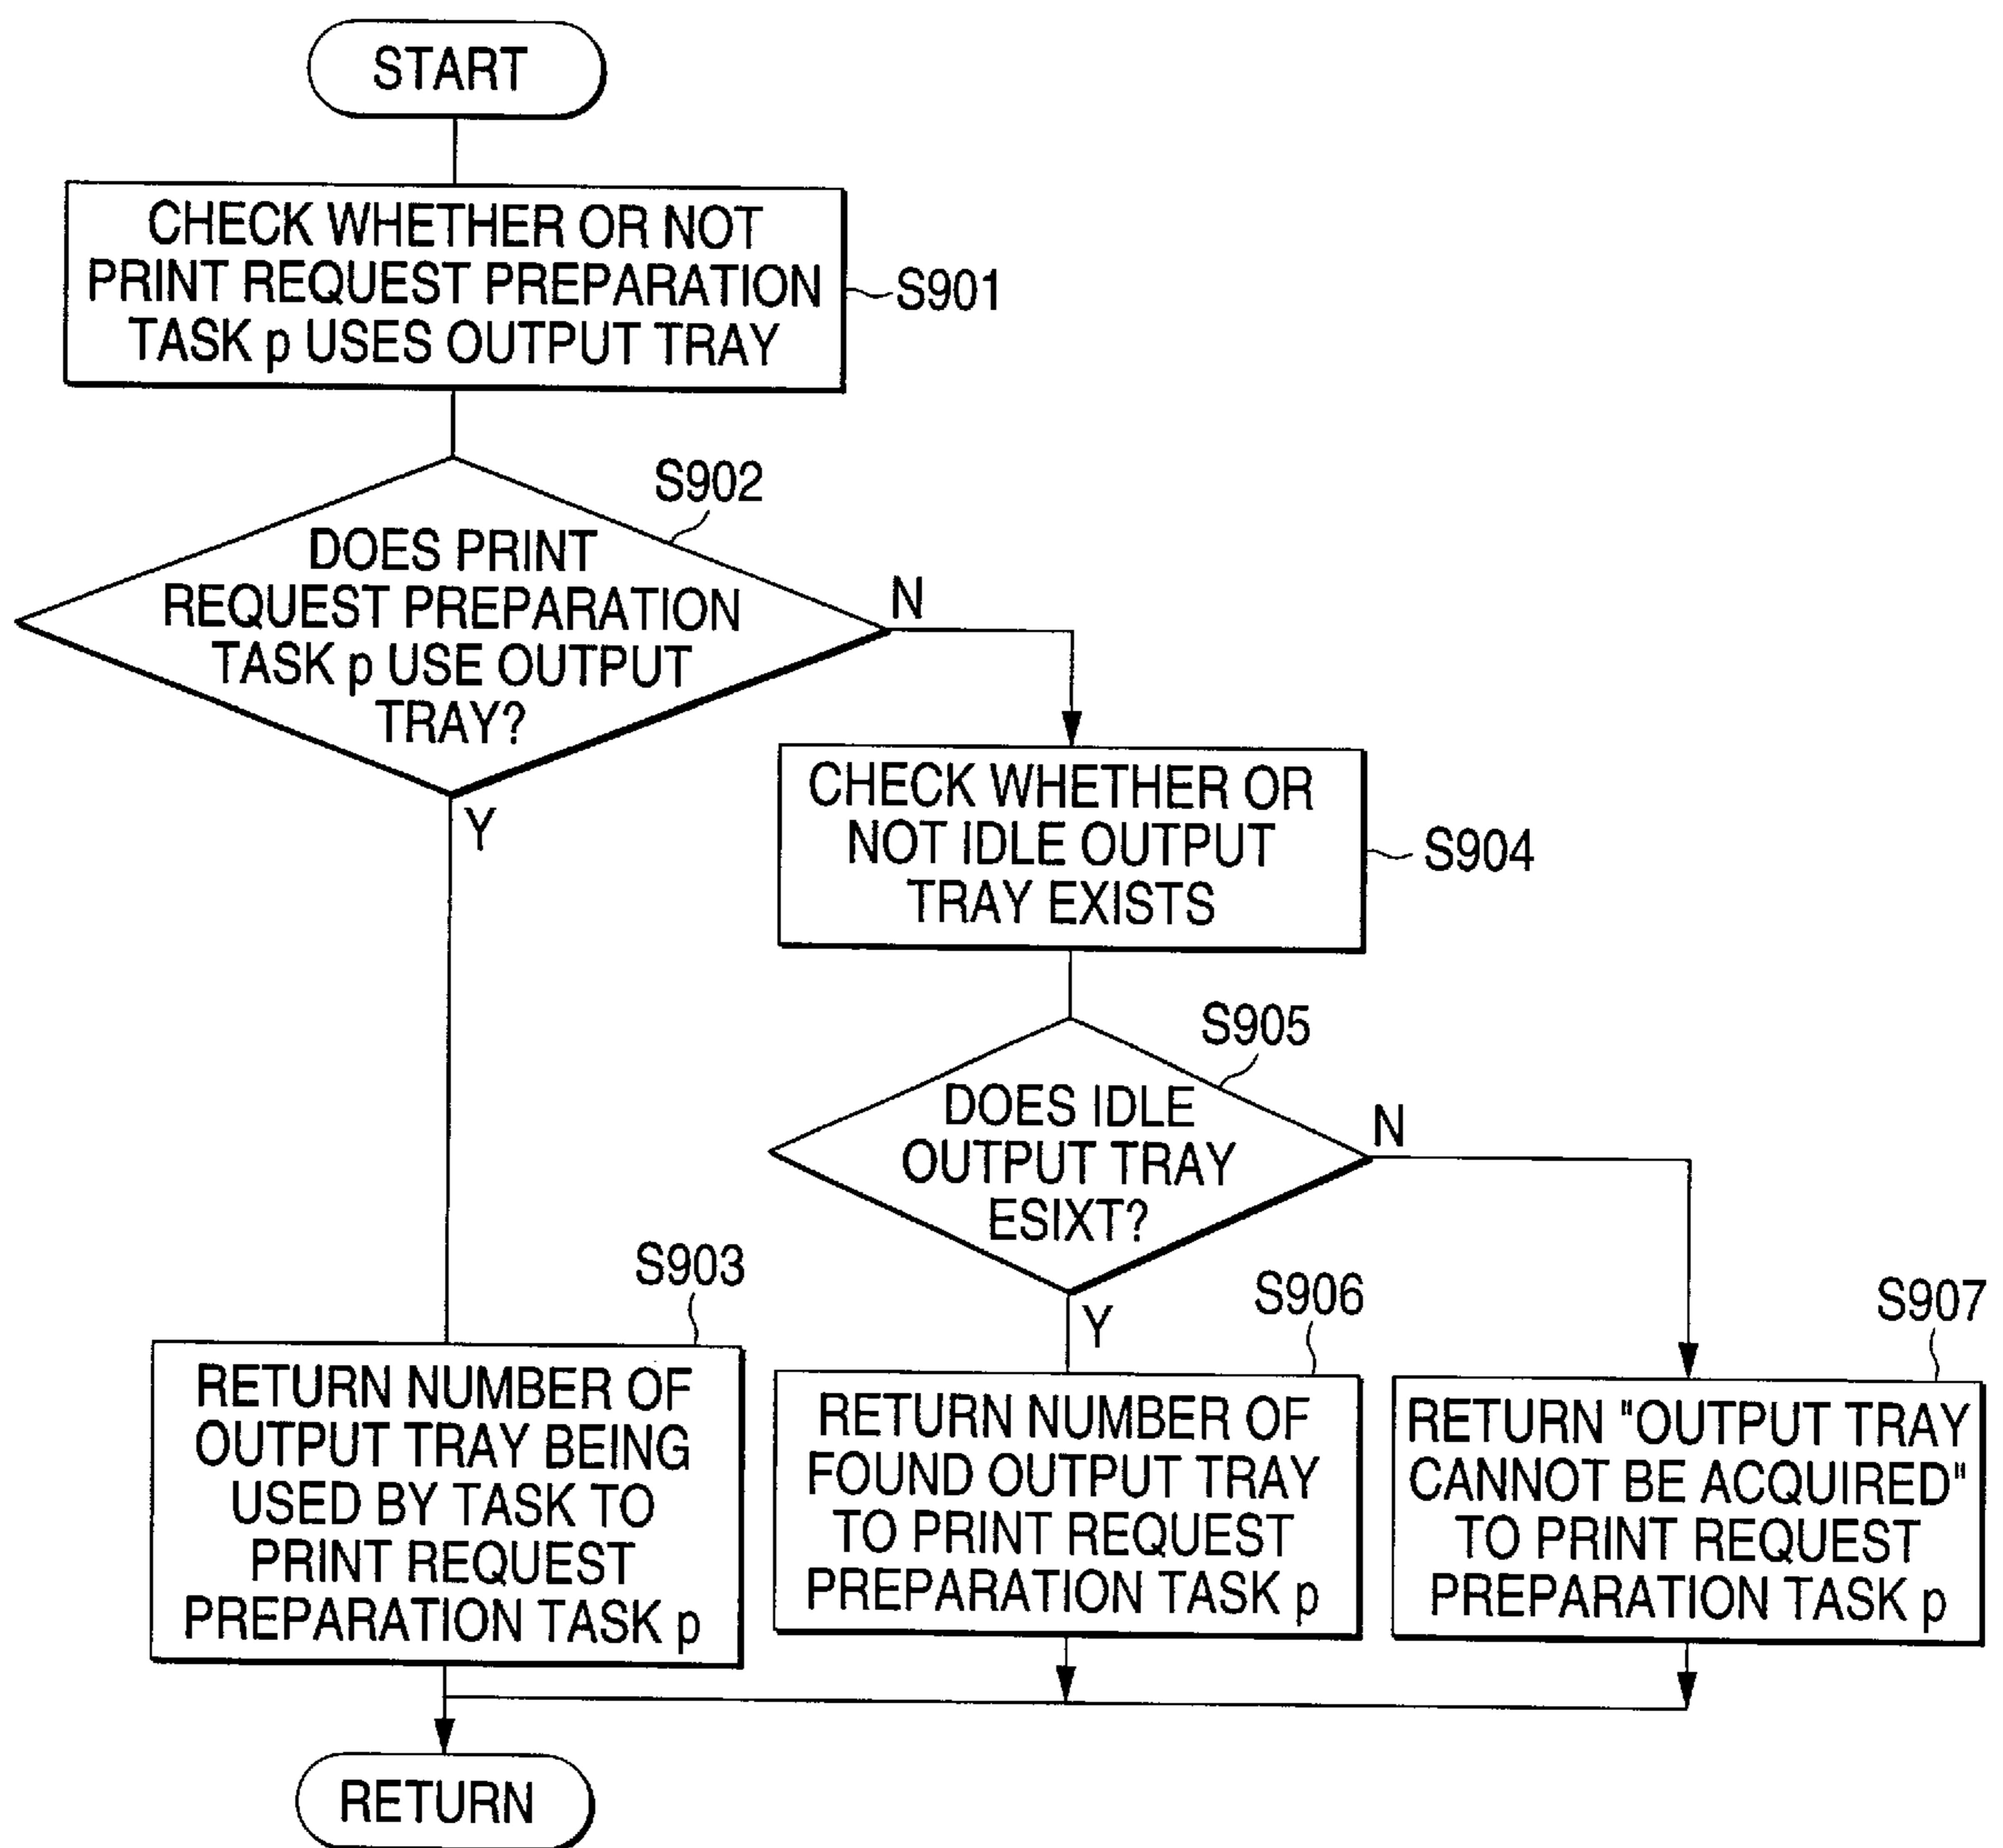 START
CHECK WHETHER OR NOT
PRINT REQUEST PREPARATION
TASK p USES OUTPUT TRAY
S901
S902
DOES PRINT
REQUEST PREPARATION
TASK p USE OUTPUT
TRAY?
N
Y
CHECK WHETHER OR
NOT IDLE OUTPUT
TRAY EXISTS
S904
S905
DOES IDLE
OUTPUT TRAY
ESIXT?
N
Y
S903
RETURN NUMBER OF
OUTPUT TRAY BEING
USED BY TASK TO
PRINT REQUEST
PREPARATION TASK p
S906
RETURN NUMBER OF
FOUND OUTPUT TRAY
TO PRINT REQUEST
PREPARATION TASK p
S907
RETURN "OUTPUT TRAY
CANNOT BE ACQUIRED"
TO PRINT REQUEST
PREPARATION TASK p
RETURN